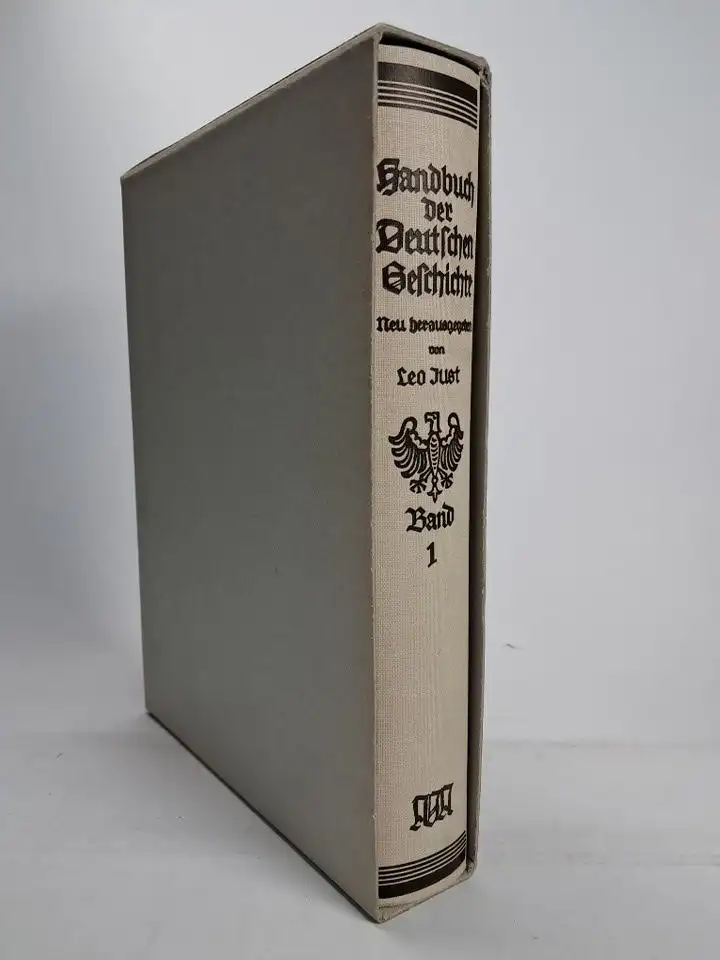 Handbuch
der
Deutſchen
Geſchichte
Neu herausgegeben
von
Leo Just
Band
1